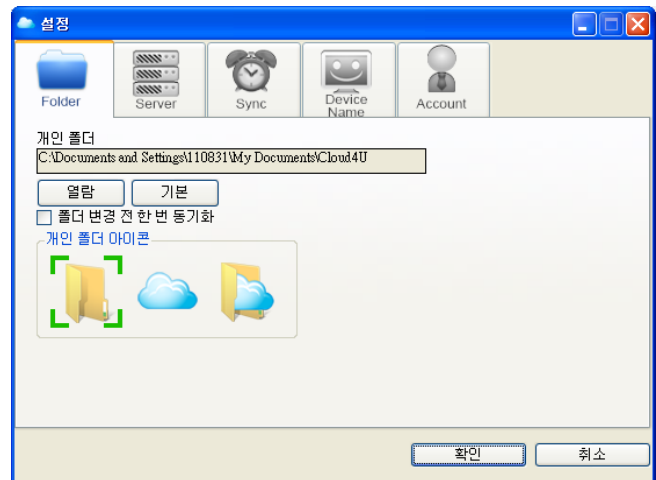 설정
Folder
Server
Sync
Device Name
Account
개인 폴더
C:\Documents and Settings\110831\My Documents\Cloud4U
열람
기본
폴더 변경 전 한 번 동기화
개인 폴더 아이콘
확인
취소